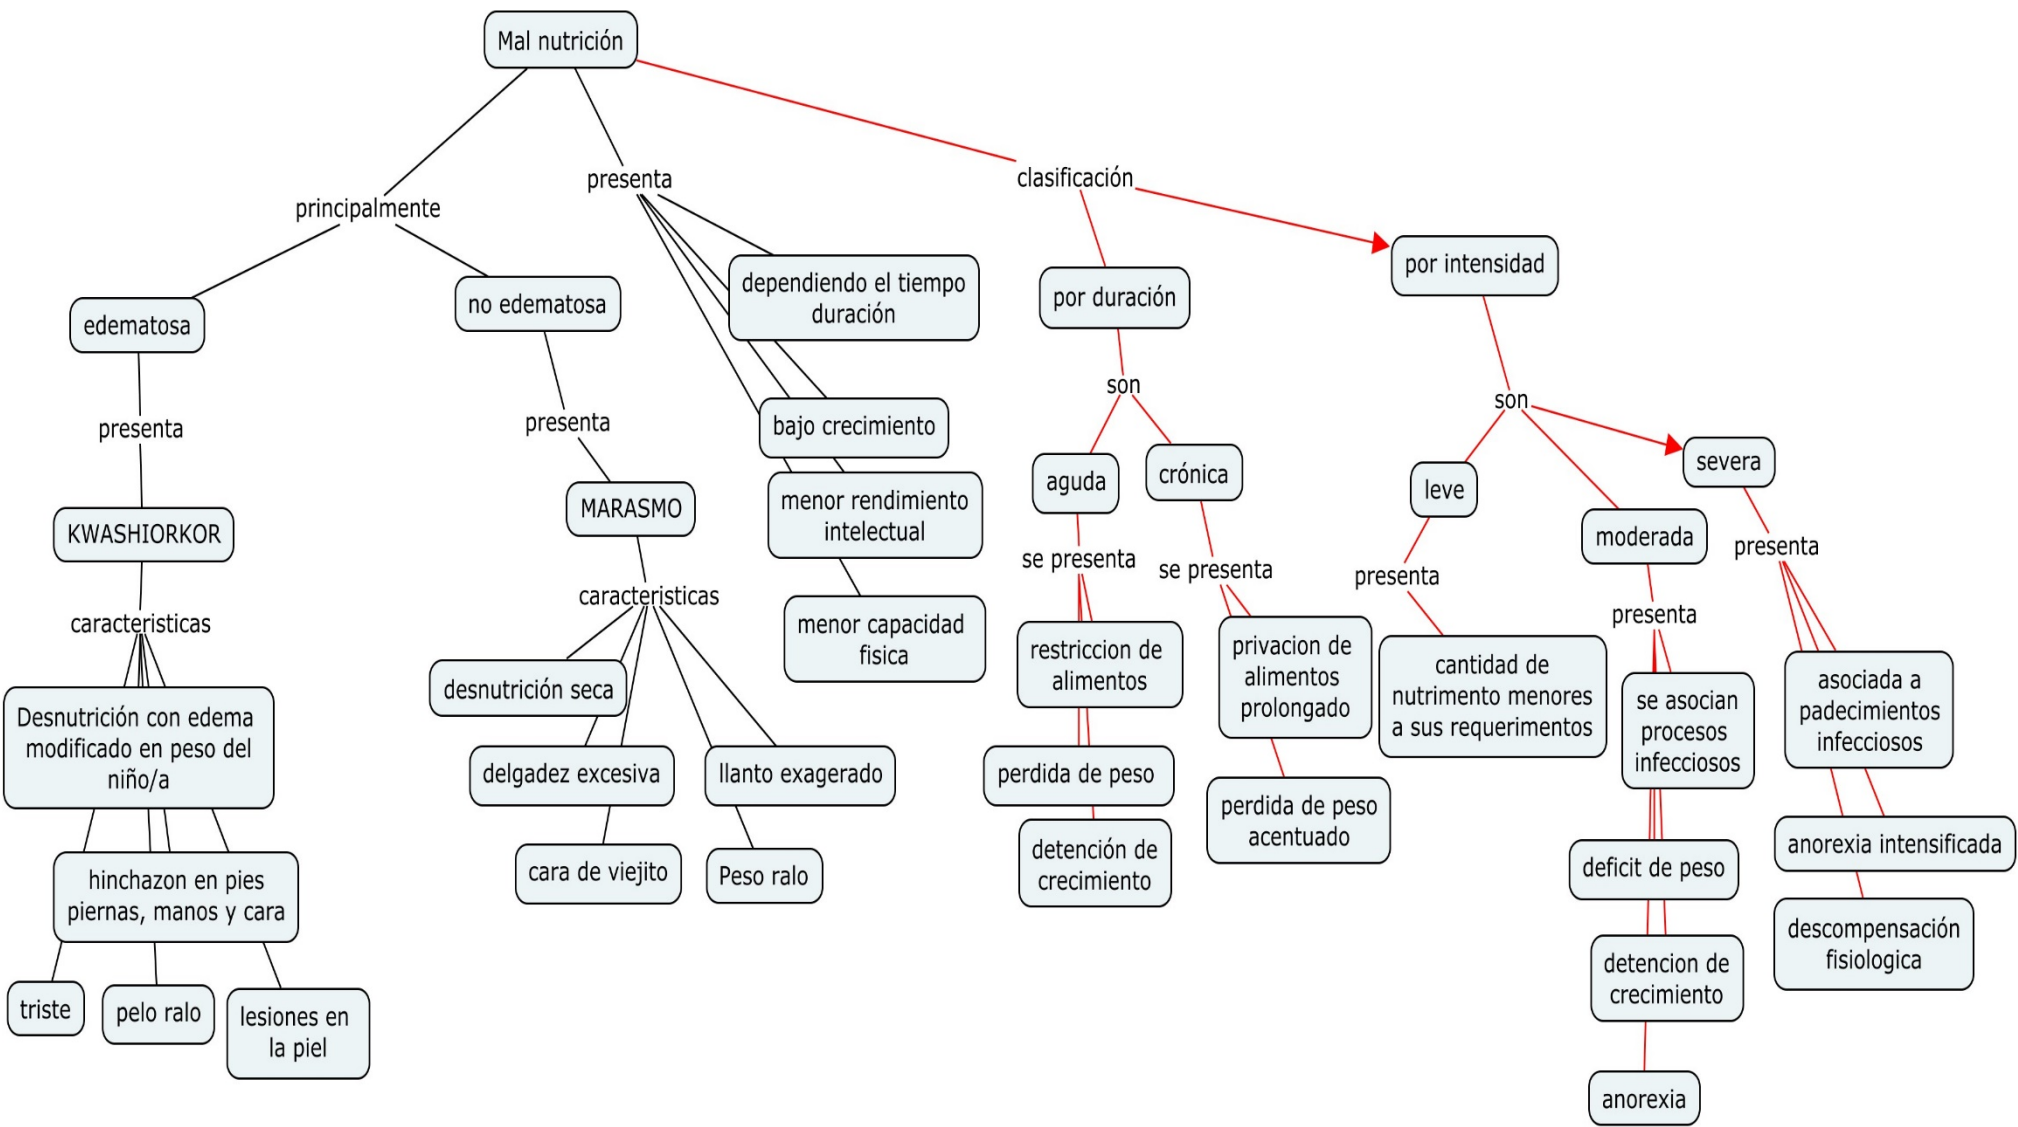 Mal nutrición
principalmente
presenta
clasificación
edematosa
no edematosa
dependiendo el tiempo
duración
por duración
por intensidad
presenta
presenta
bajo crecimiento
son
son
KWASHIORKOR
MARASMO
menor rendimiento
intelectual
aguda
crónica
leve
moderada
severa
caracteristicas
caracteristicas
menor capacidad
fisica
se presenta
se presenta
presenta
presenta
presenta
Desnutrición con edema
modificado en peso del
niño/a
desnutrición seca
delgadez excesiva
llanto exagerado
restriccion de
alimentos
perdida de peso
detención de
crecimiento
privacion de
alimentos
prolongado
perdida de peso
acentuado
cantidad de
nutrimento menores
a sus requerimentos
se asocian
procesos
infecciosos
asociada a
padecimientos
infecciosos
hinchazon en pies
piernas, manos y cara
cara de viejito
Peso ralo
deficit de peso
anorexia intensificada
triste
pelo ralo
lesiones en
la piel
detencion de
crecimiento
descompensación
fisiologica
anorexia